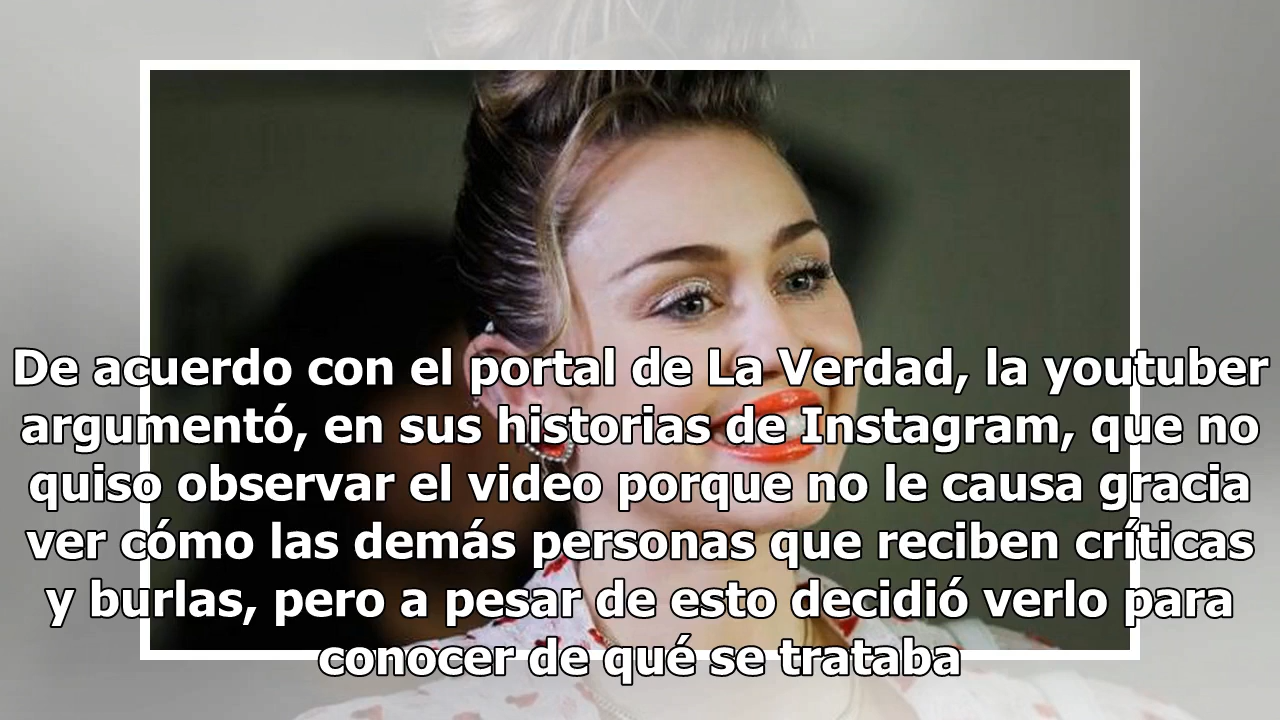 De acuerdo con el portal de La Verdad, la youtuber
argumentó, en sus historias de Instagram, que no
quiso observar el video porque no le causa gracia
ver cómo las demás personas que reciben críticas
y burlas, pero a pesar de esto decidió verlo para
conocer de qué se trataba